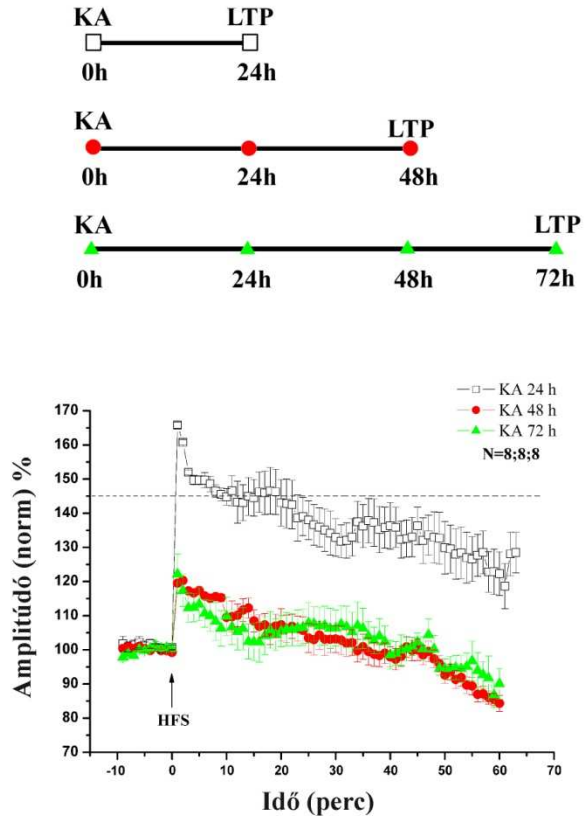 KA LTP
0h 24h
KA LTP
0h 24h 48h
KA LTP
0h 24h 48h 72h
KA 24 h
KA 48 h
KA 72 h
N=8;8;8
Amplitúdó (norm) %
170
160
150
140
130
120
110
100
90
80
70
HFS
-10 0 10 20 30 40 50 60 70
Idő (perc)